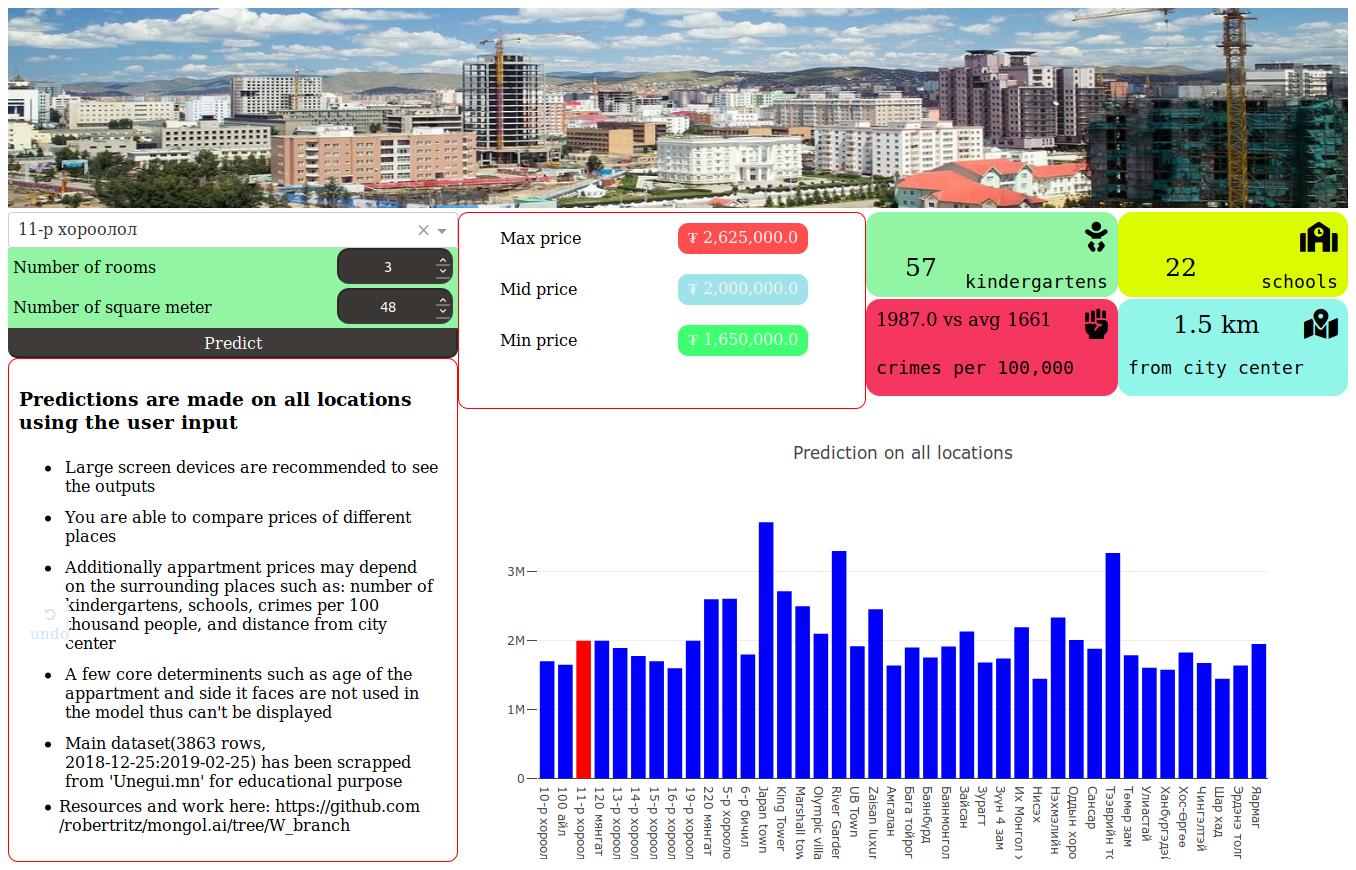 11-р хороолол
Number of rooms
3
Number of square meter
48
Predict
Predictions are made on all locations
using the user input
Large screen devices are recommended to see
the outputs
You are able to compare prices of different
places
Additionally appartment prices may depend
on the surrounding places such as: number of
kindergartens, schools, crimes per 100
thousand people, and distance from city
center
undo
A few core determinents such as age of the
appartment and side it faces are not used in
the model thus can't be displayed
Main dataset(3863 rows,
2018-12-25:2019-02-25) has been scrapped
from 'Unegui.mn' for educational purpose
Resources and work here: https://github.com
/robertritz/mongol.ai/tree/W_branch
Max price
₮ 2,625,000.0
Mid price
₮ 2,000,000.0
Min price
₮ 1,650,000.0
57
kindergartens
22
schools
1987.0 vs avg 1661
crimes per 100,000
1.5 km
from city center
Prediction on all locations
3M
2M
1M
0
10-р хороол
100 айл
11-р хороол
120 мянгат
13-р хороол
14-р хороол
15-р хороол
16-р хороол
19-р хороол
220 мянгат
5-р хорооло
6-р бичил
Japan town
King Tower
Marshall tow
Olympic villa
River Garder
UB Town
Zaisan luxur
Амгалан
Бага тойрог
Баянбүрд
Баянмонгол
Зайсан
Зурагт
Зүүн 4 зам
Их Монгол х
Нисэх
Нэхмэлийн
Ордын хоро
Сансар
Тээврийн то
Төмөр зам
Улиастай
Ханбүргэдэй
Хос-Өргөө
Чингэлтэй
Шар хад
Эрдэнэ толг
Яармаг